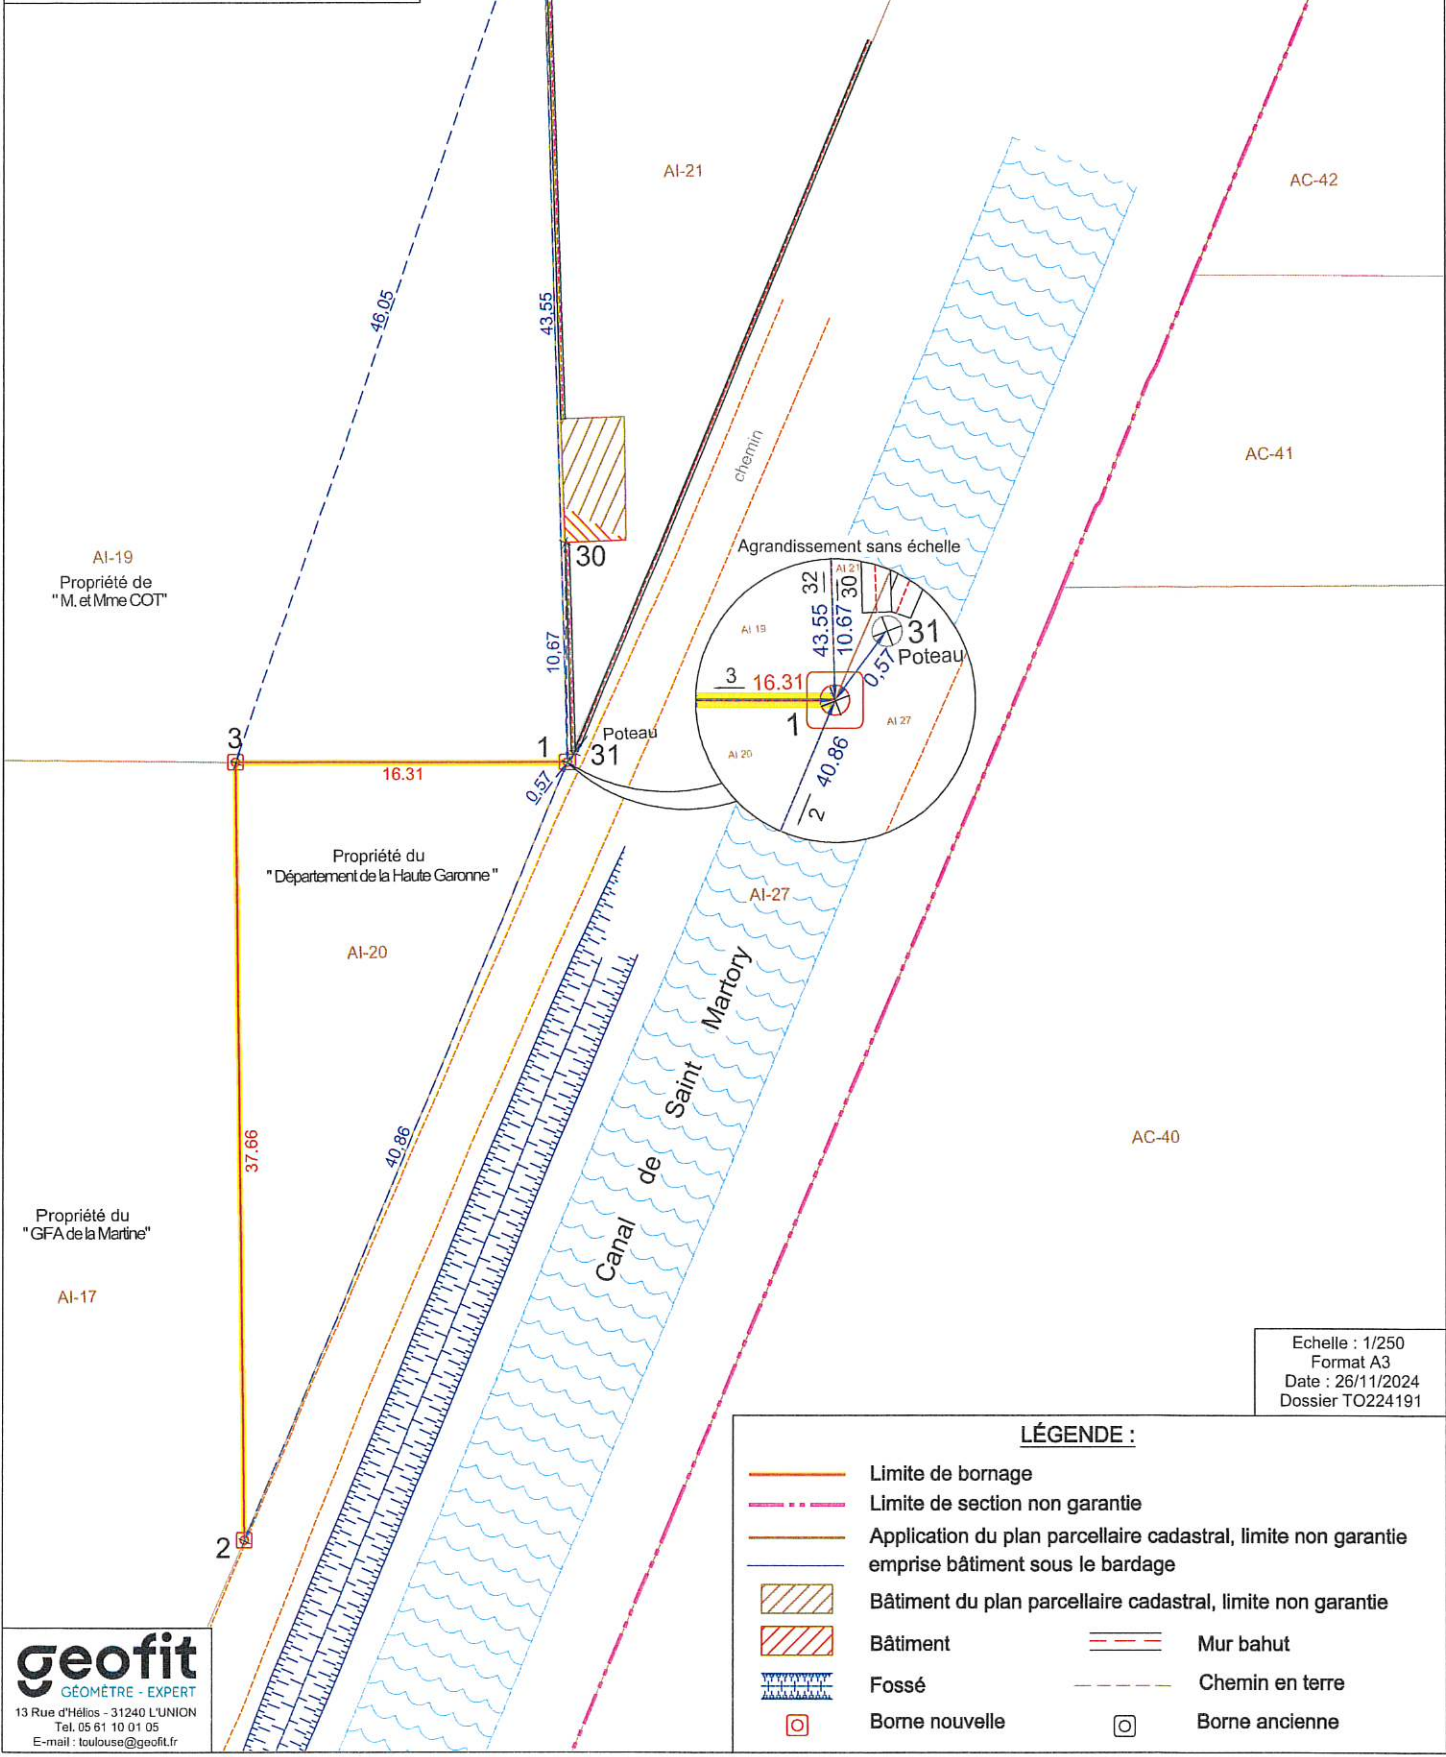 AI-21
AC-42
46,05
43,55
chemin
AC-41
AI-19
Propriété de
"M. et Mme COT"
30
10,67
Agrandissement sans échelle
AI 21
32
30
43.55
10.67
AI 19
31
Poteau
0,57
3
16.31
1
AI 27
AI 20
40.86
2
3
1
Poteau
31
16.31
0,57
Propriété du
"Département de la Haute Garonne"
AI-27
AI-20
Canal de Saint Martory
37.66
40,86
AC-40
Propriété du
"GFA de la Martine"
AI-17
2
Echelle : 1/250
Format A3
Date : 26/11/2024
Dossier TO224191
LÉGENDE :
Limite de bornage
Limite de section non garantie
Application du plan parcellaire cadastral, limite non garantie
emprise bâtiment sous le bardage
Bâtiment du plan parcellaire cadastral, limite non garantie
Bâtiment
Mur bahut
Fossé
Chemin en terre
Borne nouvelle
Borne ancienne
geofit
GÉOMÈTRE - EXPERT
13 Rue d'Hélios - 31240 L'UNION
Tel. 05 61 10 01 05
E-mail : toulouse@geofit.fr